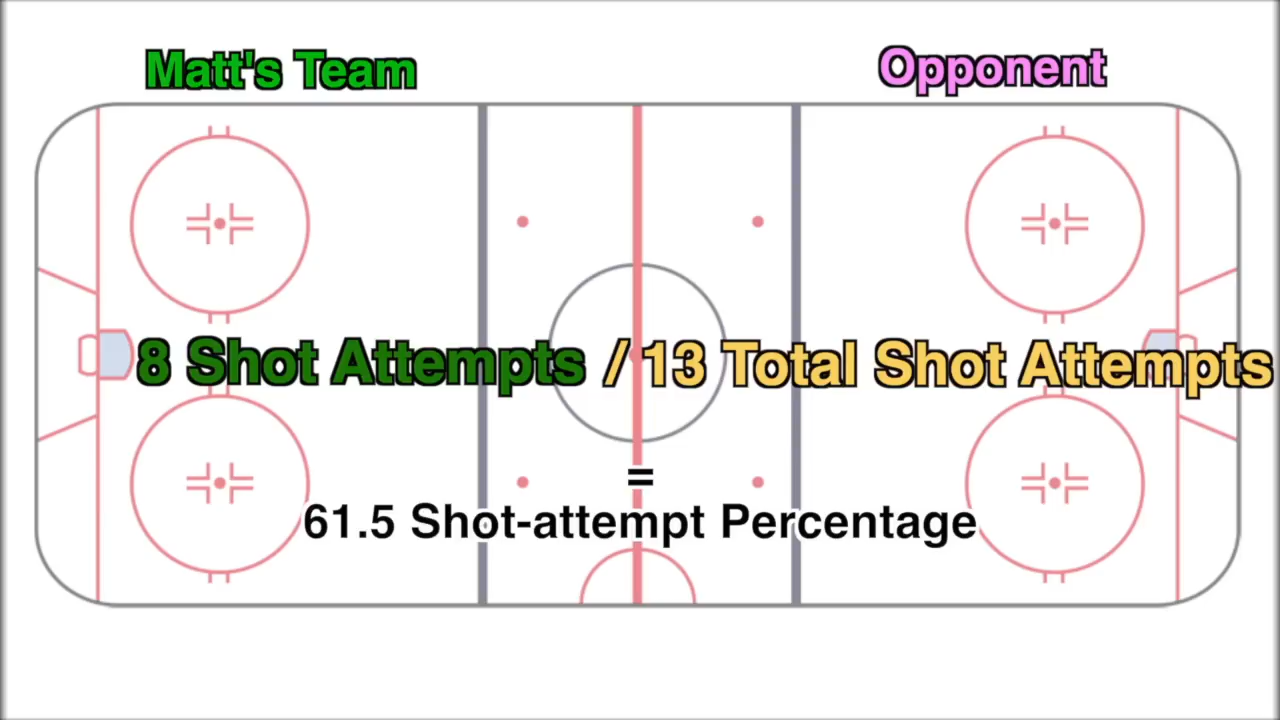 Matt's Team
Opponent
8 Shot Attempts / 13 Total Shot Attempts
=
61.5 Shot-attempt Percentage